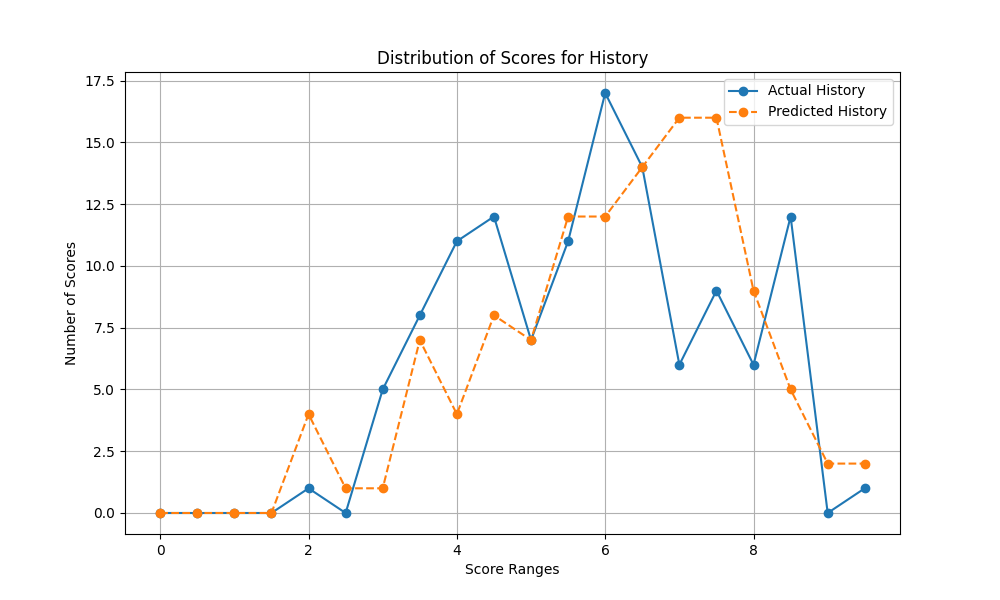 Distribution of Scores for History
17.5
15.0
12.5
10.0
7.5
5.0
2.5
0.0
Number of Scores
Actual History
Predicted History
0 2 4 6 8
Score Ranges